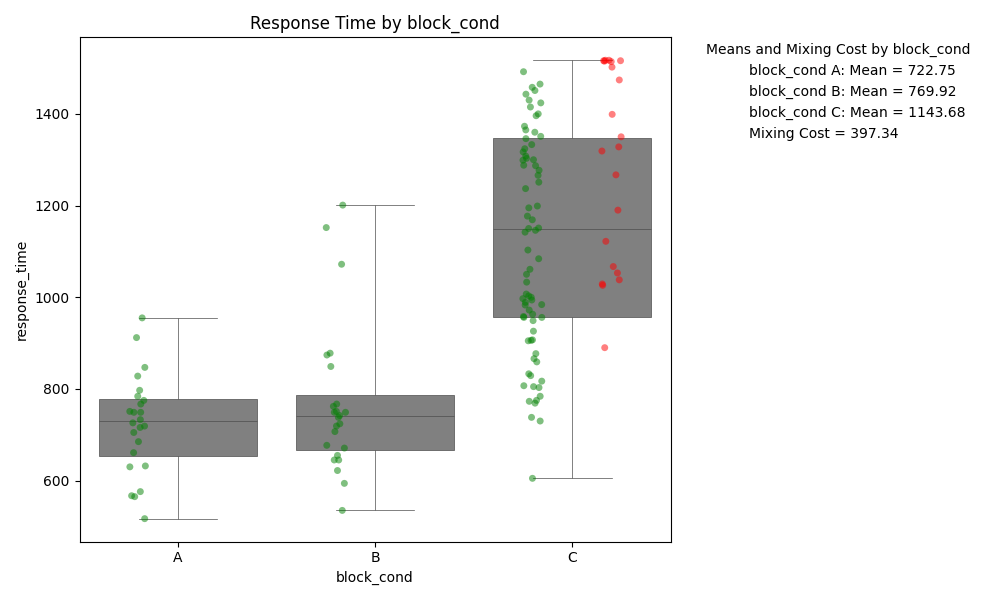 Response Time by block_cond
Means and Mixing Cost by block_cond
block_cond A: Mean = 722.75
block_cond B: Mean = 769.92
block_cond C: Mean = 1143.68
Mixing Cost = 397.34
response_time
1400
1200
1000
800
600
A B C
block_cond